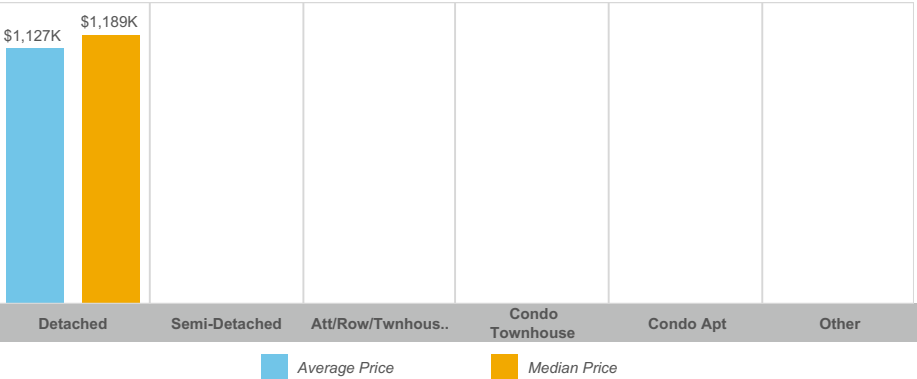 $1,189K
$1,127K
Detached
Semi-Detached
Att/Row/Twnhous..
Condo
Townhouse
Condo Apt
Other
Average Price
Median Price